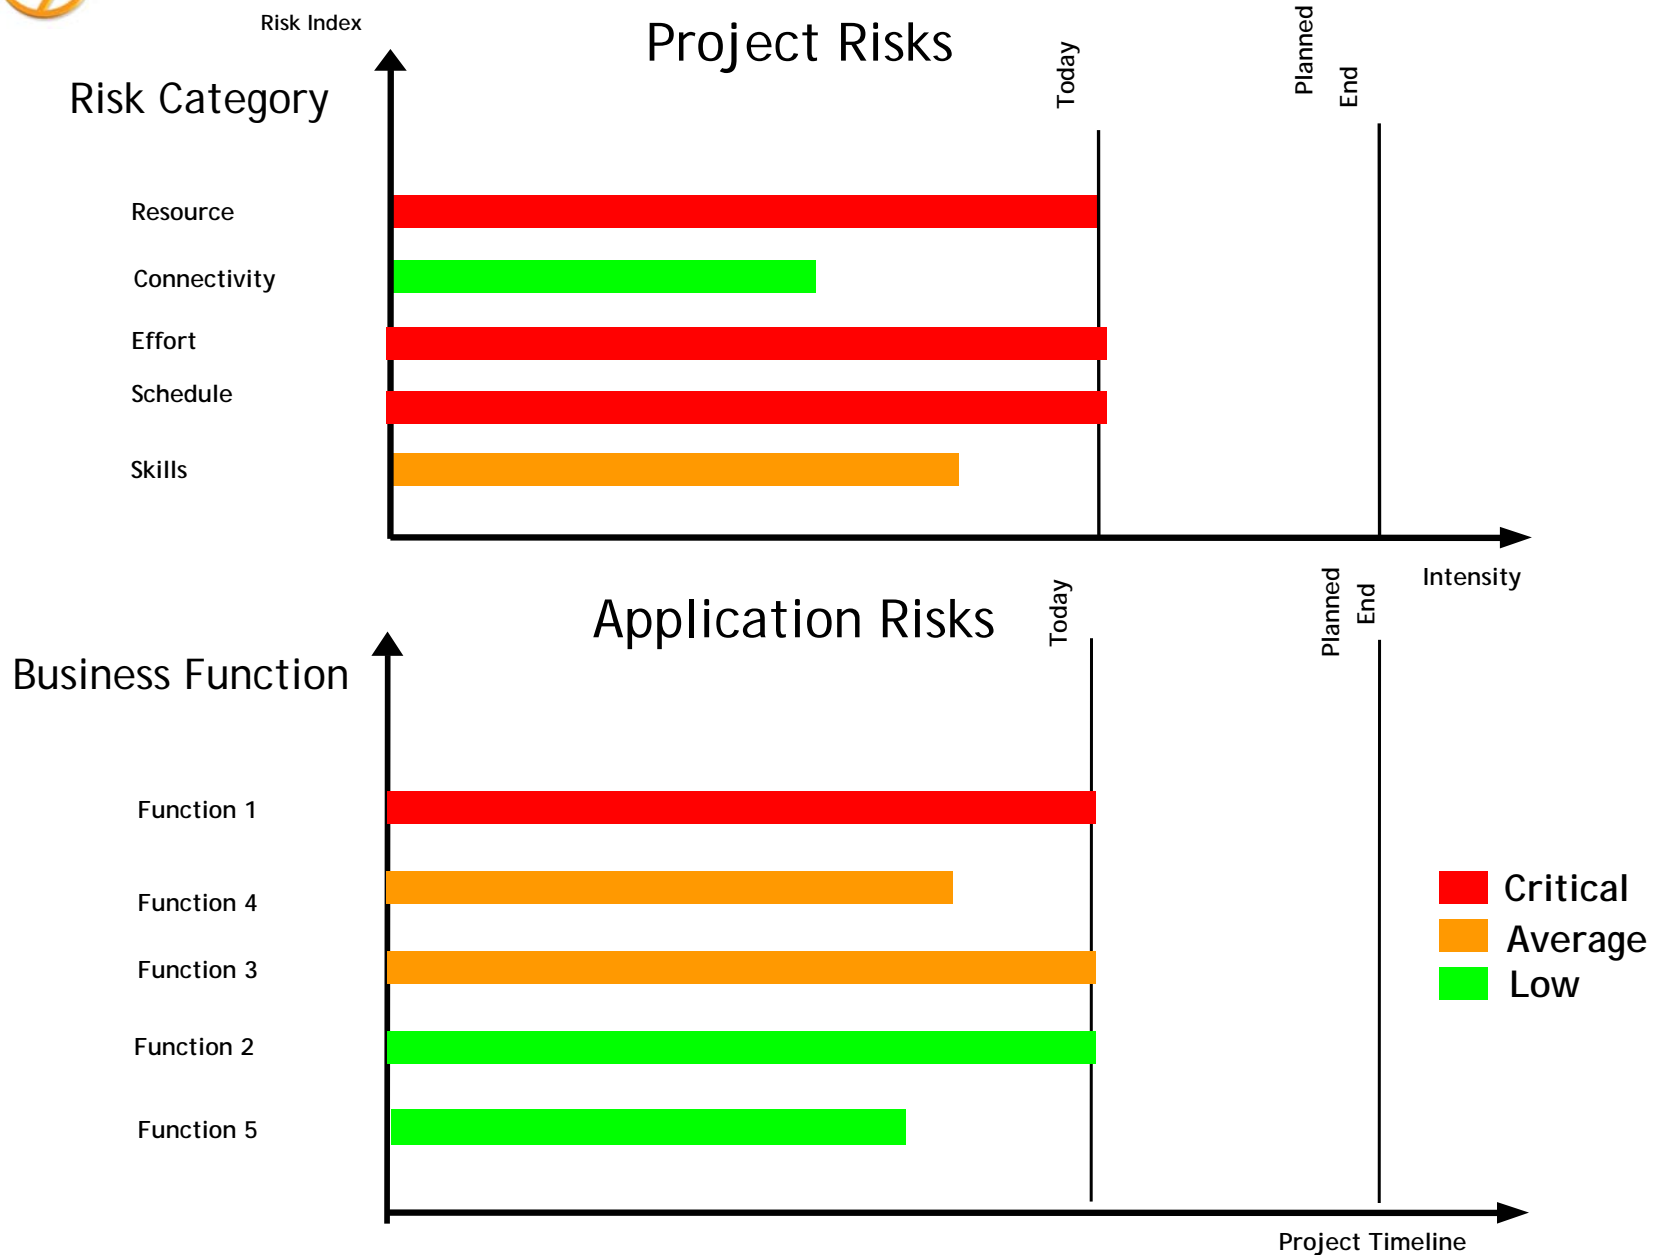 Risk Index
Project Risks
Today
Planned
End
Risk Category
Resource
Connectivity
Effort
Schedule
Skills
Intensity
Application Risks
Today
Planned
End
Business Function
Function 1
Function 4
Function 3
Function 2
Function 5
Critical
Average
Low
Project Timeline